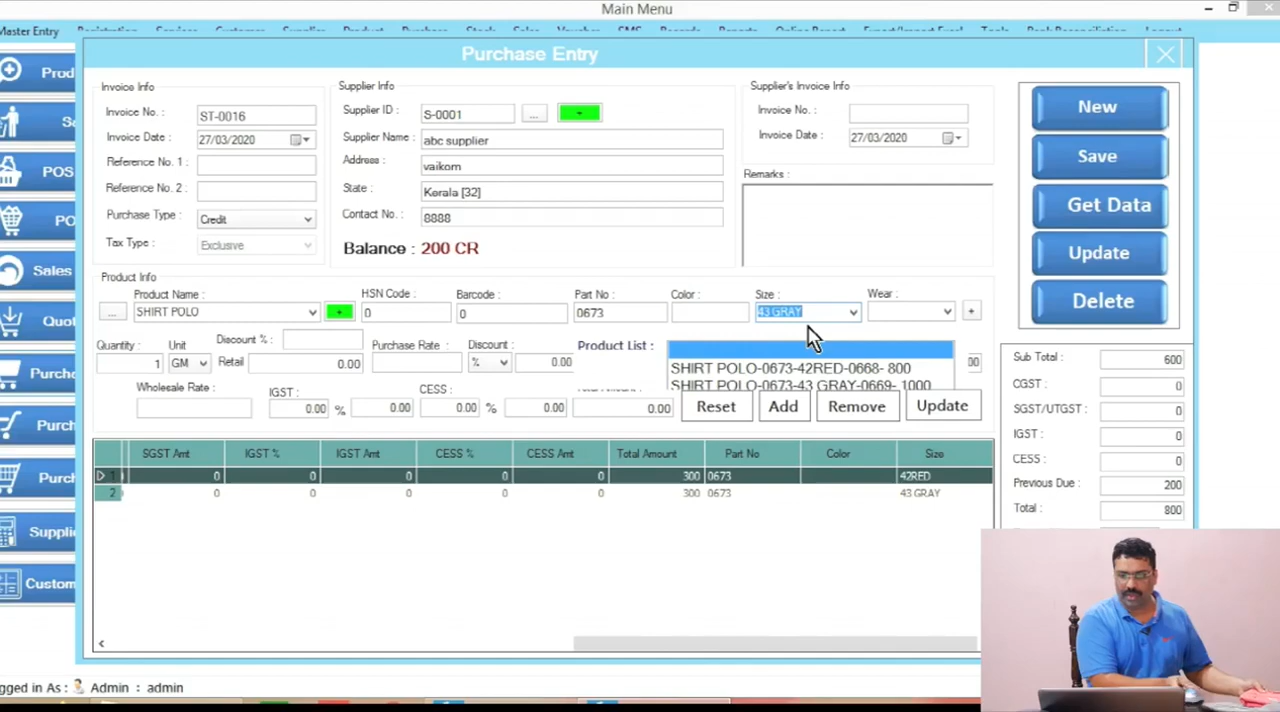 Main Menu
Master Entry
Purchase Entry
Invoice Info
Invoice No. : ST-0016
Invoice Date : 27/03/2020
Reference No. 1 :
Reference No. 2 :
Purchase Type : Credit
Tax Type : Exclusive
Supplier Info
Supplier ID : S-0001 ... +
Supplier Name : abc supplier
Address : vaikom
State : Kerala [32]
Contact No. : 8888
Balance : 200 CR
Supplier's Invoice Info
Invoice No. :
Invoice Date : 27/03/2020
Remarks :
New
Save
Get Data
Update
Delete
Prod
Sa
POS
PO
Sales
Quot
Purcha
Purch
Purch
Supplie
Custom
Product Info
Product Name : HSN Code : Barcode : Part No : Color : Size : Wear :
... SHIRT POLO + 0 0 0673 43 GRAY +
Quantity : Unit Discount % : Purchase Rate : Discount : Product List :
1 GM Retail 0.00 % 0.00 00
SHIRT POLO-0673-42RED-0668- 800
SHIRT POLO-0673-43 GRAY-0669- 1000
Wholesale Rate : IGST : CESS :
0.00 % 0.00 0.00 % 0.00 0.00
Reset Add Remove Update
SGST Amt IGST % IGST Amt CESS % CESS Amt Total Amount Part No Color Size
1 0 0 0 0 0 300 0673 42RED
2 0 0 0 0 0 300 0673 43 GRAY
Sub Total : 600
CGST : 0
SGST/UTGST : 0
IGST : 0
CESS : 0
Previous Due : 200
Total : 800
gged in As : Admin : admin